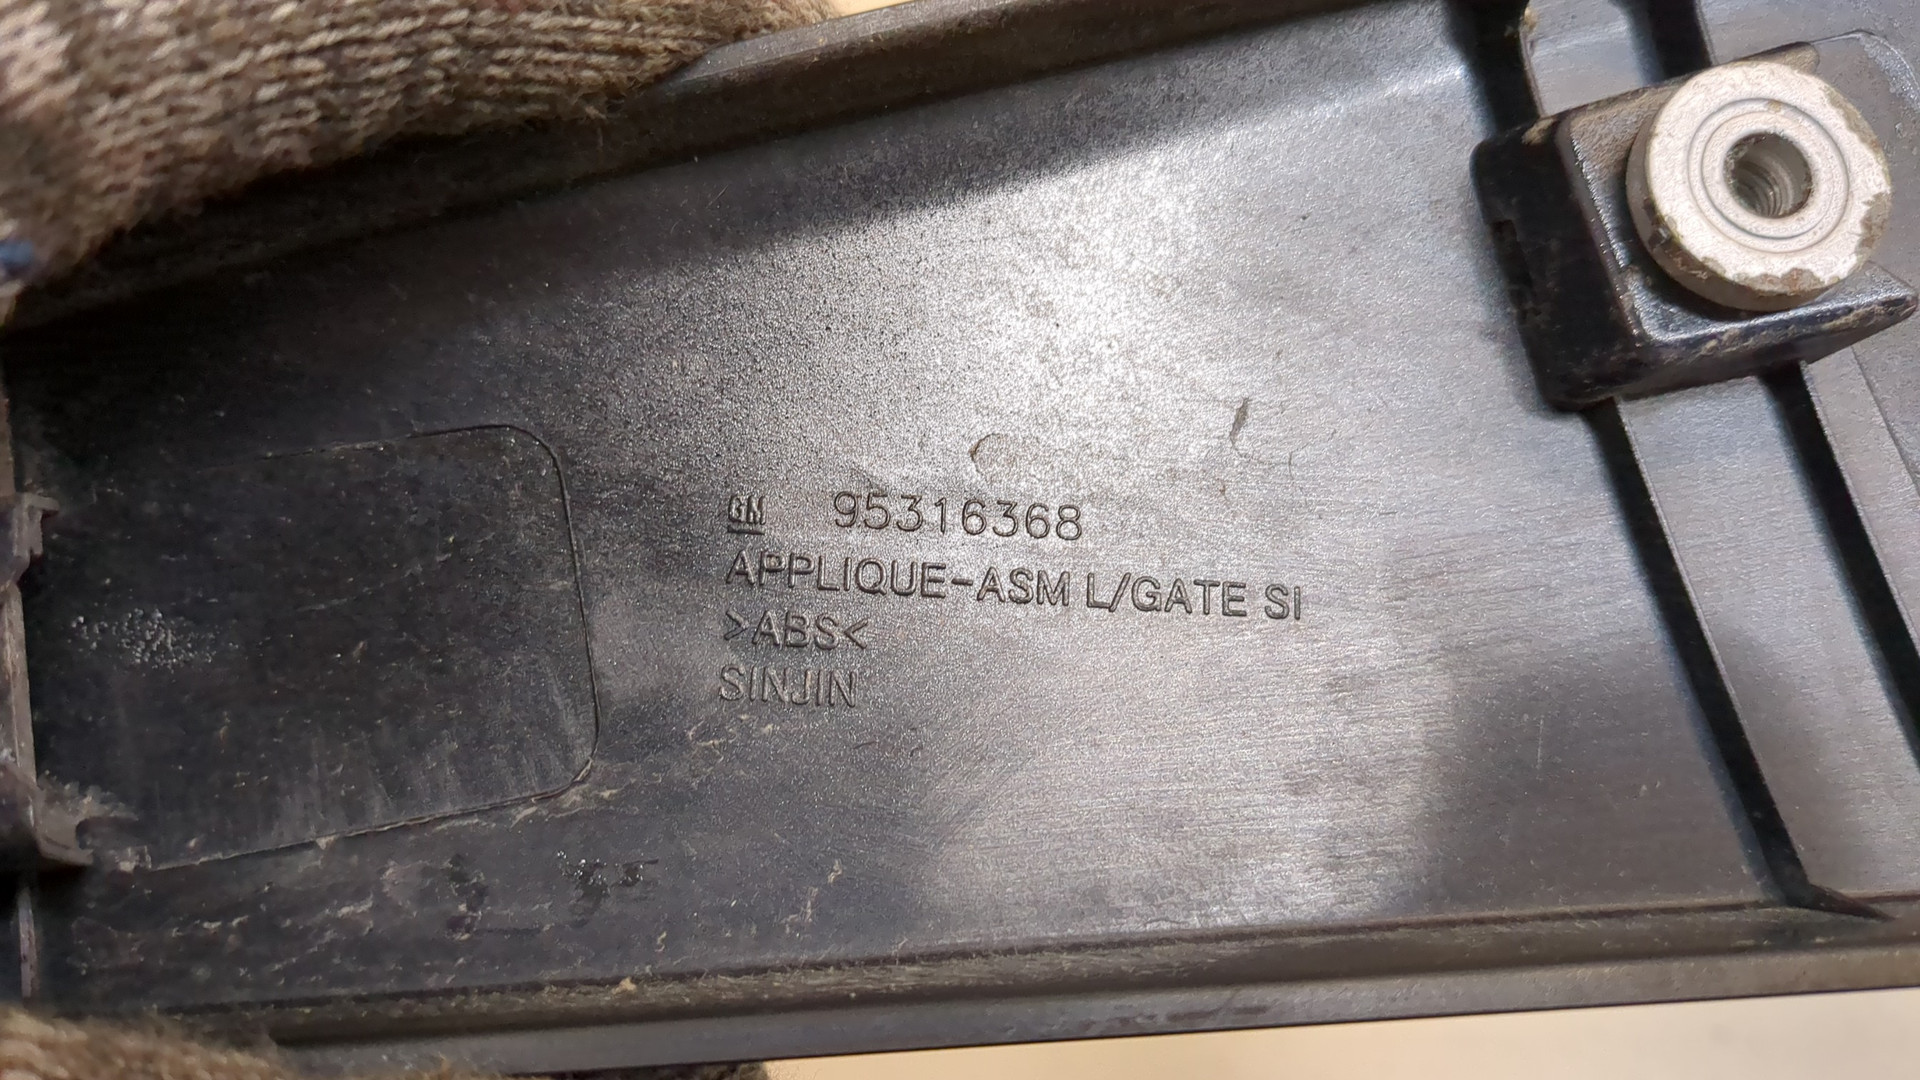 GM 95316368
APPLIQUE-ASM L/GATE SI
>ABS<
SINJIN